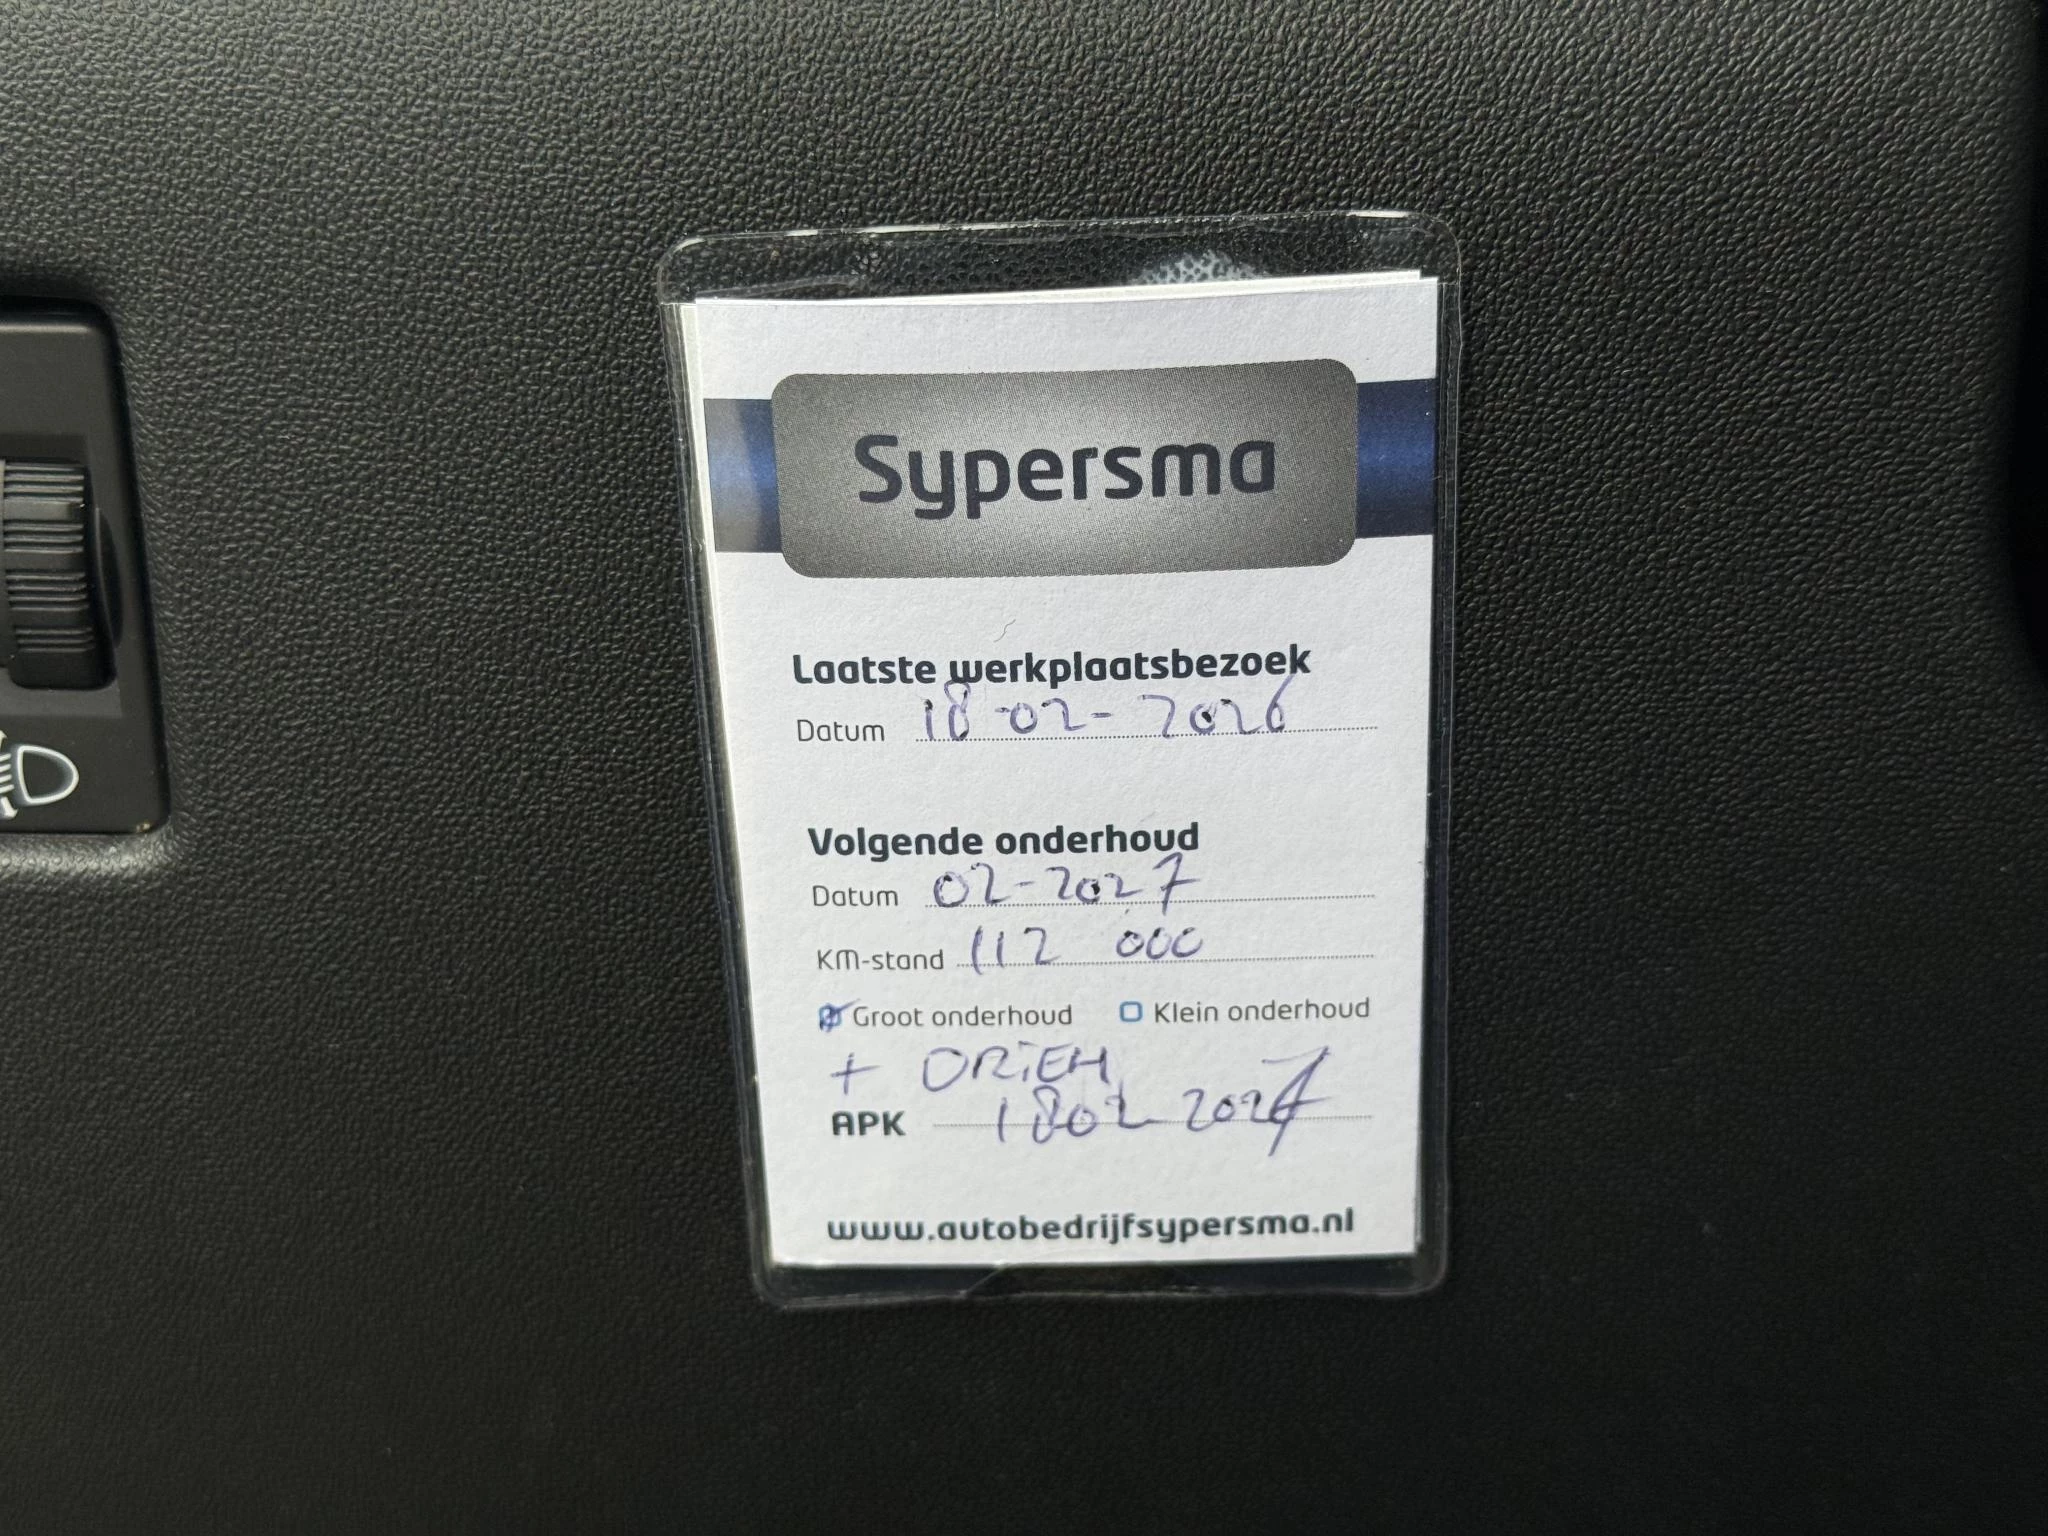 Sypersma
Laatste werkplaatsbezoek
Datum 18-02-2026
Volgende onderhoud
Datum 02-2027
KM-stand 112 000
Groot onderhoud Klein onderhoud
+ DRiEH
APK 1802-2027
www.autobedrijfsypersma.nl